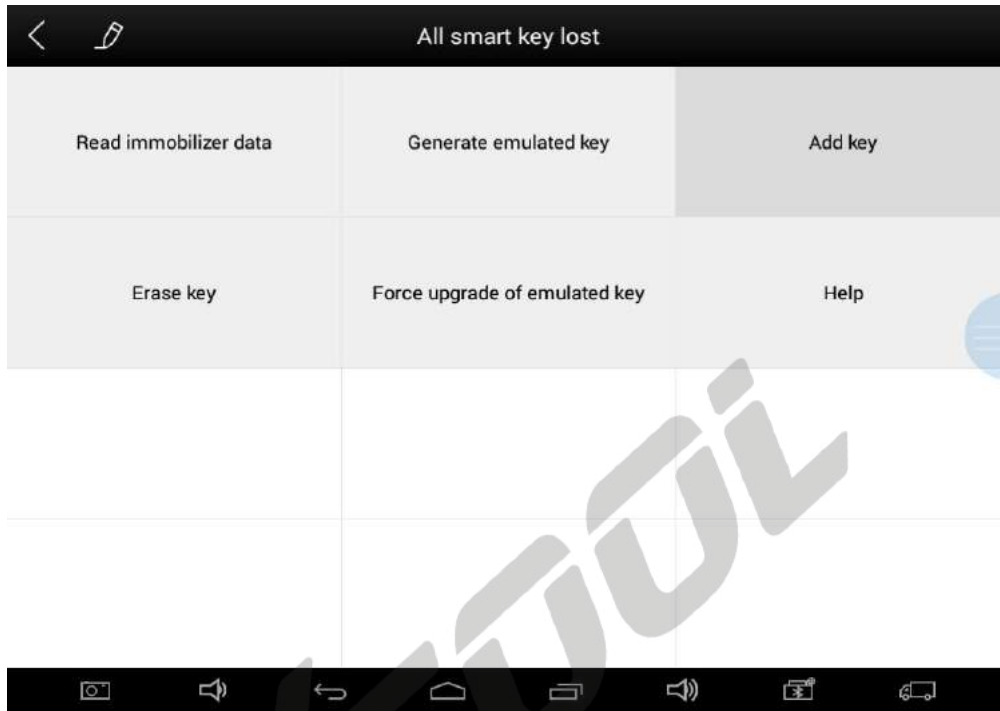 All smart key lost
Read immobilizer data
Generate emulated key
Add key
Erase key
Force upgrade of emulated key
Help